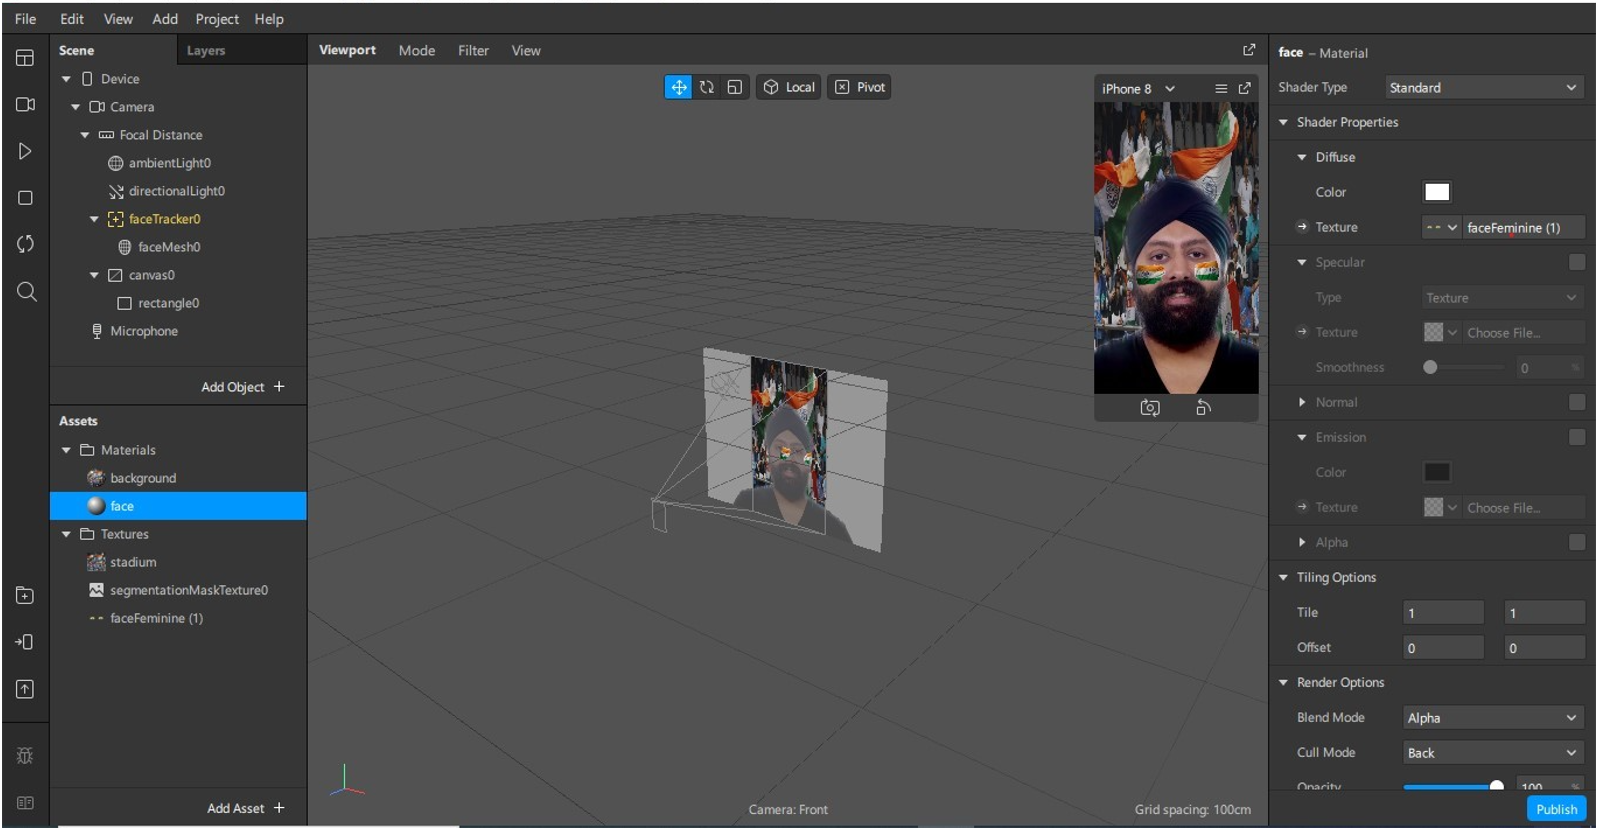 File Edit View Add Project Help
Scene
Layers
Device
Camera
Focal Distance
ambientLight0
directionalLight0
faceTracker0
faceMesh0
canvas0
rectangle0
Microphone
Add Object +
Assets
Materials
background
face
Textures
stadium
segmentationMaskTexture0
faceFeminine (1)
Add Asset +
Viewport Mode Filter View
Local
Pivot
iPhone 8
Camera: Front
Grid spacing: 100cm
face – Material
Shader Type Standard
Shader Properties
Diffuse
Color
Texture faceFeminine (1)
Specular
Type Texture
Texture Choose File...
Smoothness 0 %
Normal
Emission
Color
Texture Choose File...
Alpha
Tiling Options
Tile 1 1
Offset 0 0
Render Options
Blend Mode Alpha
Cull Mode Back
Opacity 100 %
Publish